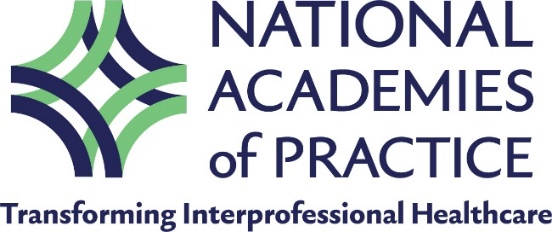 NATIONAL
ACADEMIES
of PRACTICE
Transforming Interprofessional Healthcare